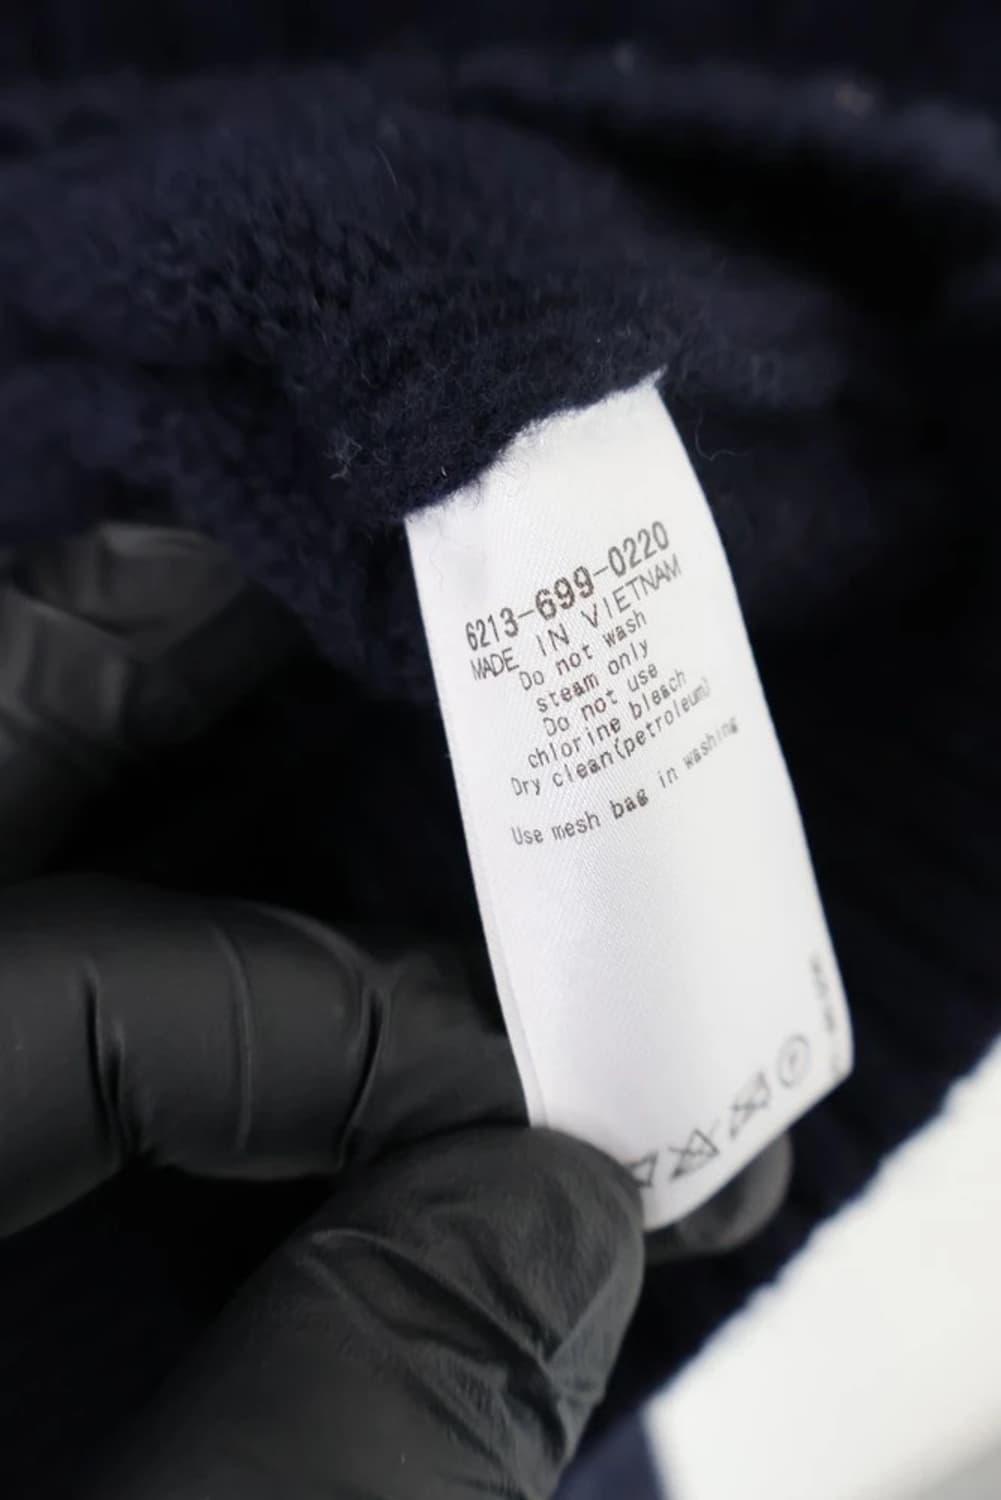 6213-699-0220
MADE IN VIETNAM
Do not wash
steam only
Do not use
chlorine bleach
Dry clean(petroleum)
Use mesh bag in washing